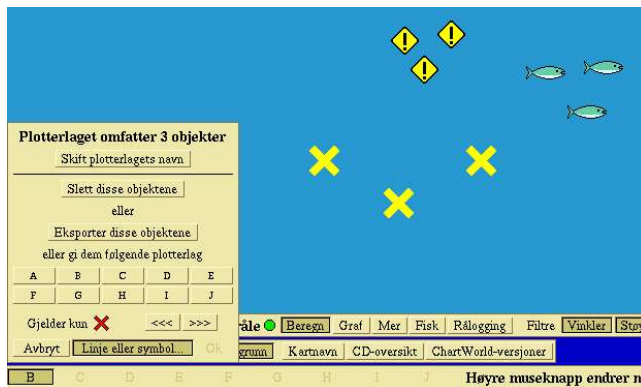 Plotterlaget omfatter 3 objekter
Skift plotterlagets navn
Slett disse objektene
eller
Eksporter disse objektene
eller gi dem følgende plotterlag
A B C D E
F G H I J
Gjelder kun <<< >>>
Avbryt Linje eller symbol... Ok
Beregn Graf Mer Fisk Rålogging Filtre Vinkler
Kartnavn CD-oversikt ChartWorld-versjoner
B C D E F G H I J Høyre museknapp endrer